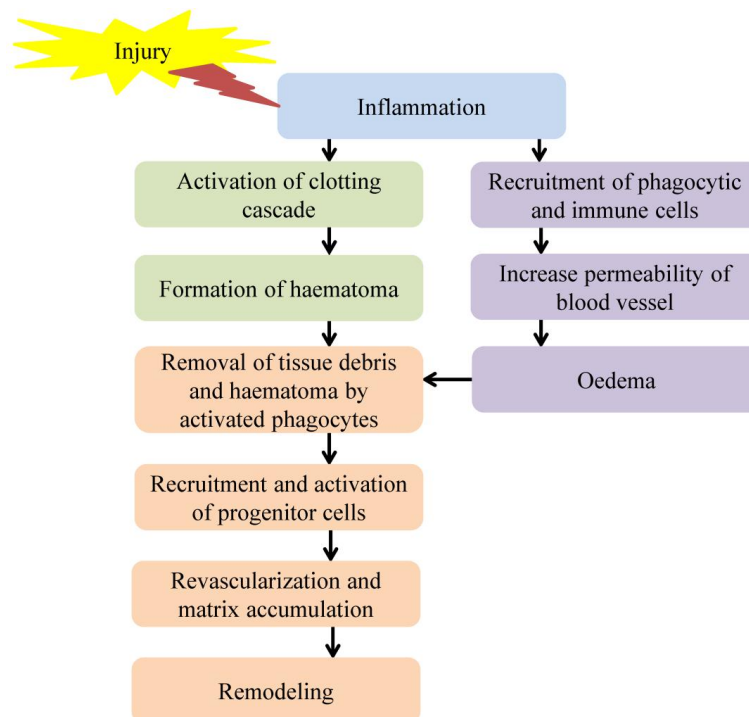 Injury
Inflammation
Activation of clotting
cascade
Recruitment of phagocytic
and immune cells
Formation of haematoma
Increase permeability of
blood vessel
Removal of tissue debris
and haematoma by
activated phagocytes
Oedema
Recruitment and activation
of progenitor cells
Revascularization and
matrix accumulation
Remodeling